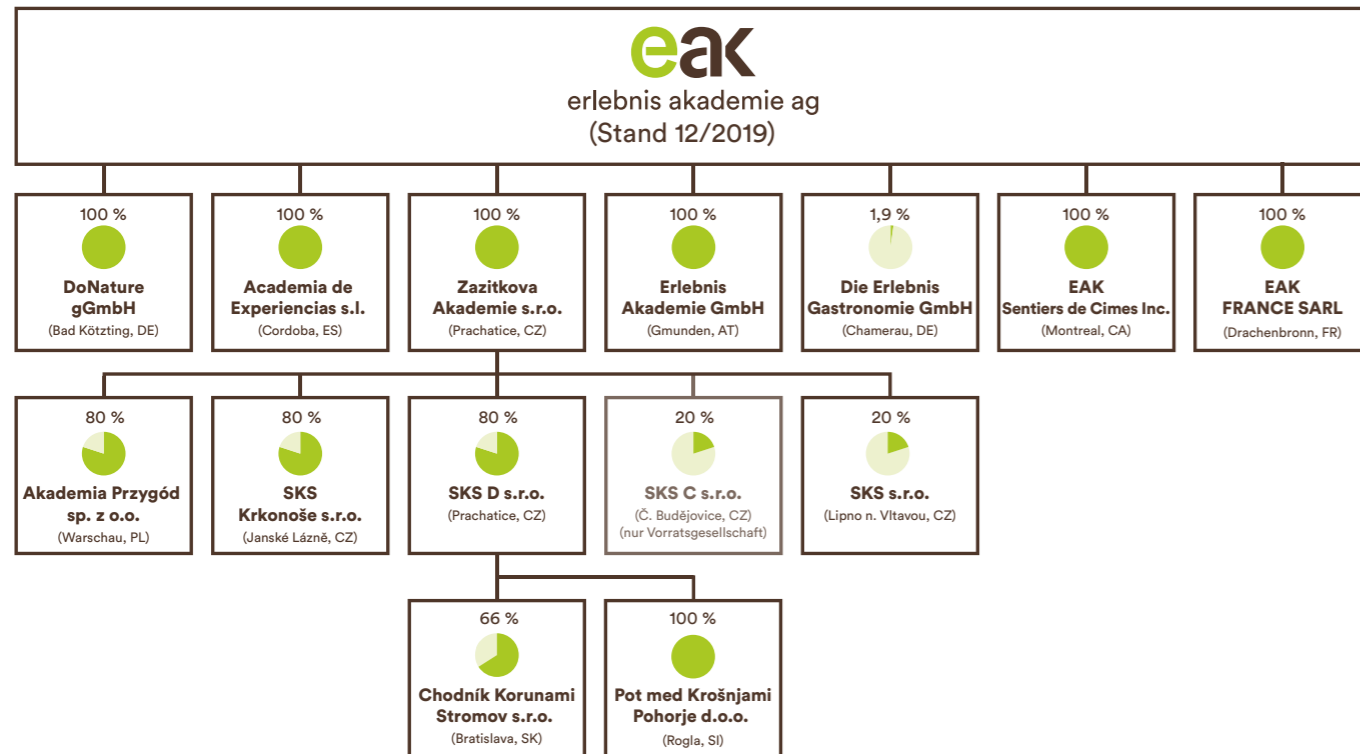 eak
erlebnis akademie ag
(Stand 12/2019)
100 %
DoNature
gGmbH
(Bad Kötzting, DE)
100 %
Academia de
Experiencias s.l.
(Cordoba, ES)
100 %
Zazitkova
Akademie s.r.o.
(Prachatice, CZ)
100 %
Erlebnis
Akademie GmbH
(Gmunden, AT)
1,9 %
Die Erlebnis
Gastronomie GmbH
(Chamerau, DE)
100 %
EAK
Sentiers de Cimes Inc.
(Montreal, CA)
100 %
EAK
FRANCE SARL
(Drachenbronn, FR)
80 %
Akademia Przygód
sp. z o.o.
(Warschau, PL)
80 %
SKS
Krkonoše s.r.o.
(Janské Lázně, CZ)
80 %
SKS D s.r.o.
(Prachatice, CZ)
20 %
SKS C s.r.o.
(Č. Budějovice, CZ)
(nur Vorratsgesellschaft)
20 %
SKS s.r.o.
(Lipno n. Vltavou, CZ)
66 %
Chodník Korunami
Stromov s.r.o.
(Bratislava, SK)
100 %
Pot med Krošnjami
Pohorje d.o.o.
(Rogla, SI)